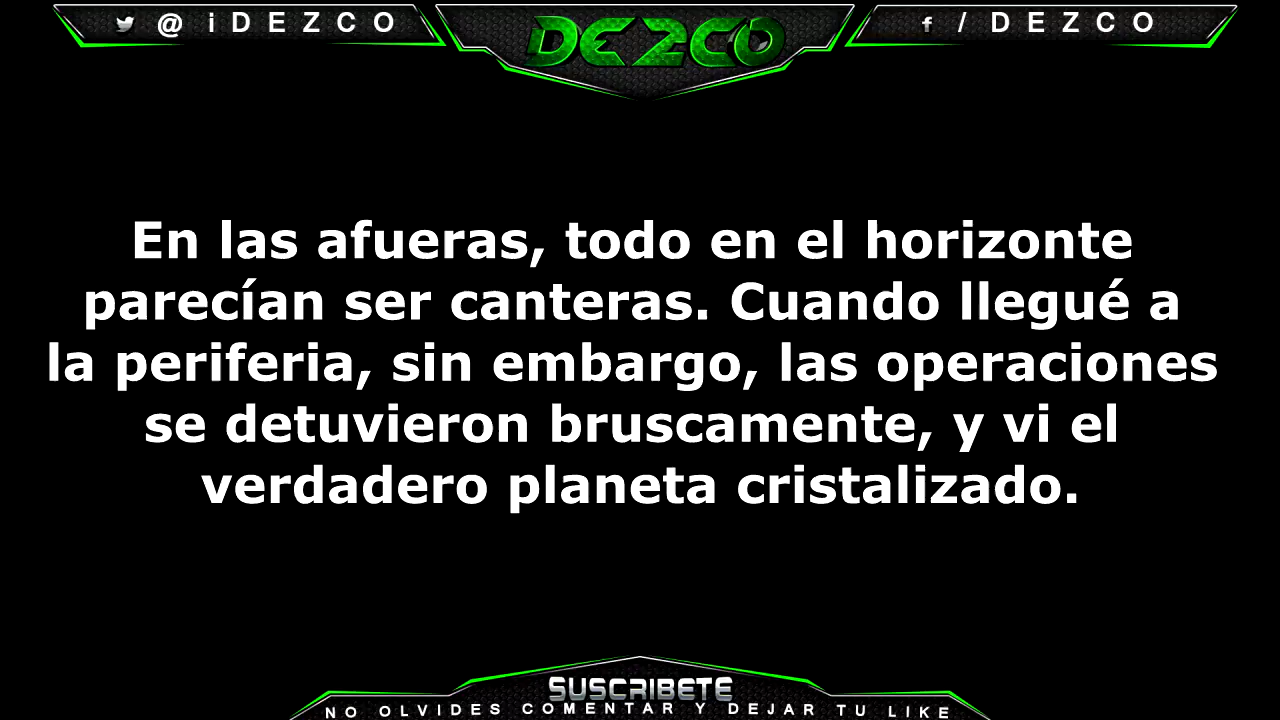 @iDEZCO
DEZCO
f /DEZCO
En las afueras, todo en el horizonte
parecían ser canteras. Cuando llegué a
la periferia, sin embargo, las operaciones
se detuvieron bruscamente, y vi el
verdadero planeta cristalizado.
SUSCRIBETE
NO OLVIDES COMENTAR Y DEJAR TU LIKE